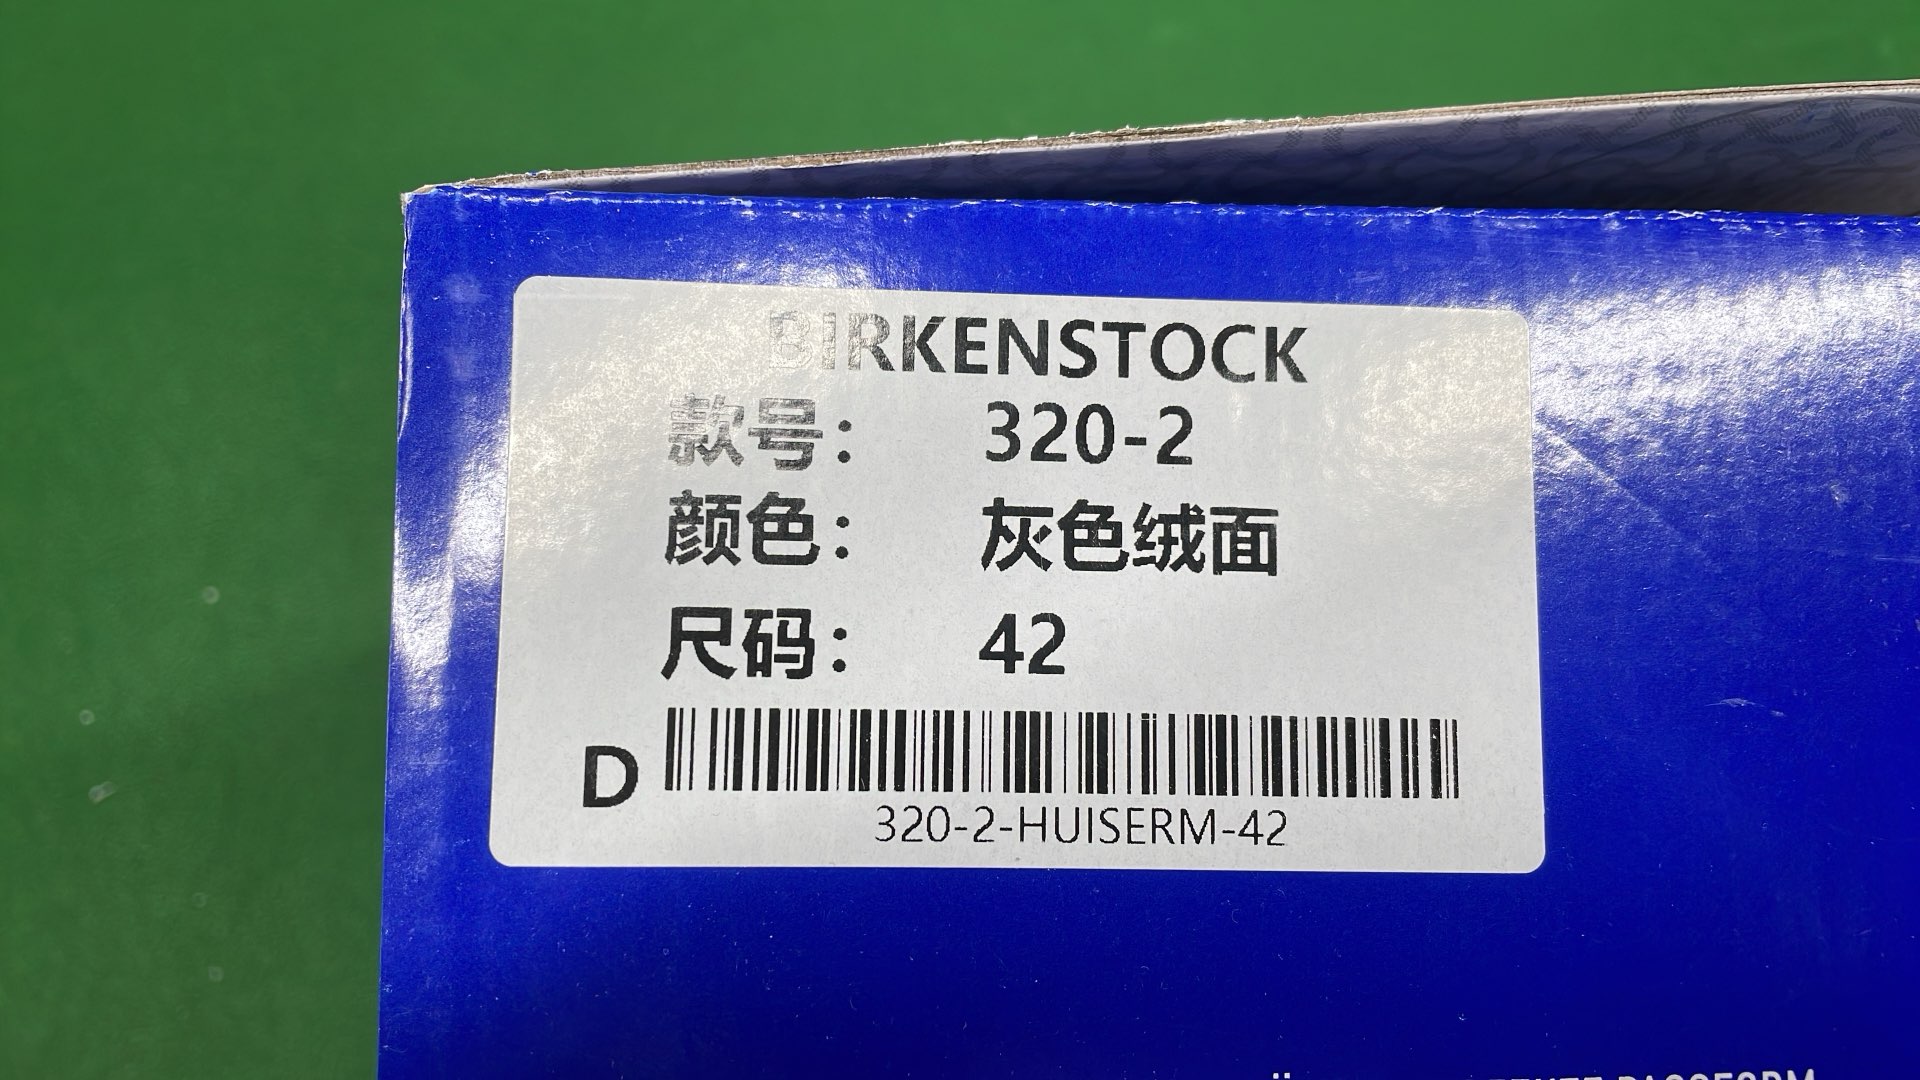 BIRKENSTOCK
款号： 320-2
颜色： 灰色绒面
尺码： 42
D
320-2-HUISERM-42